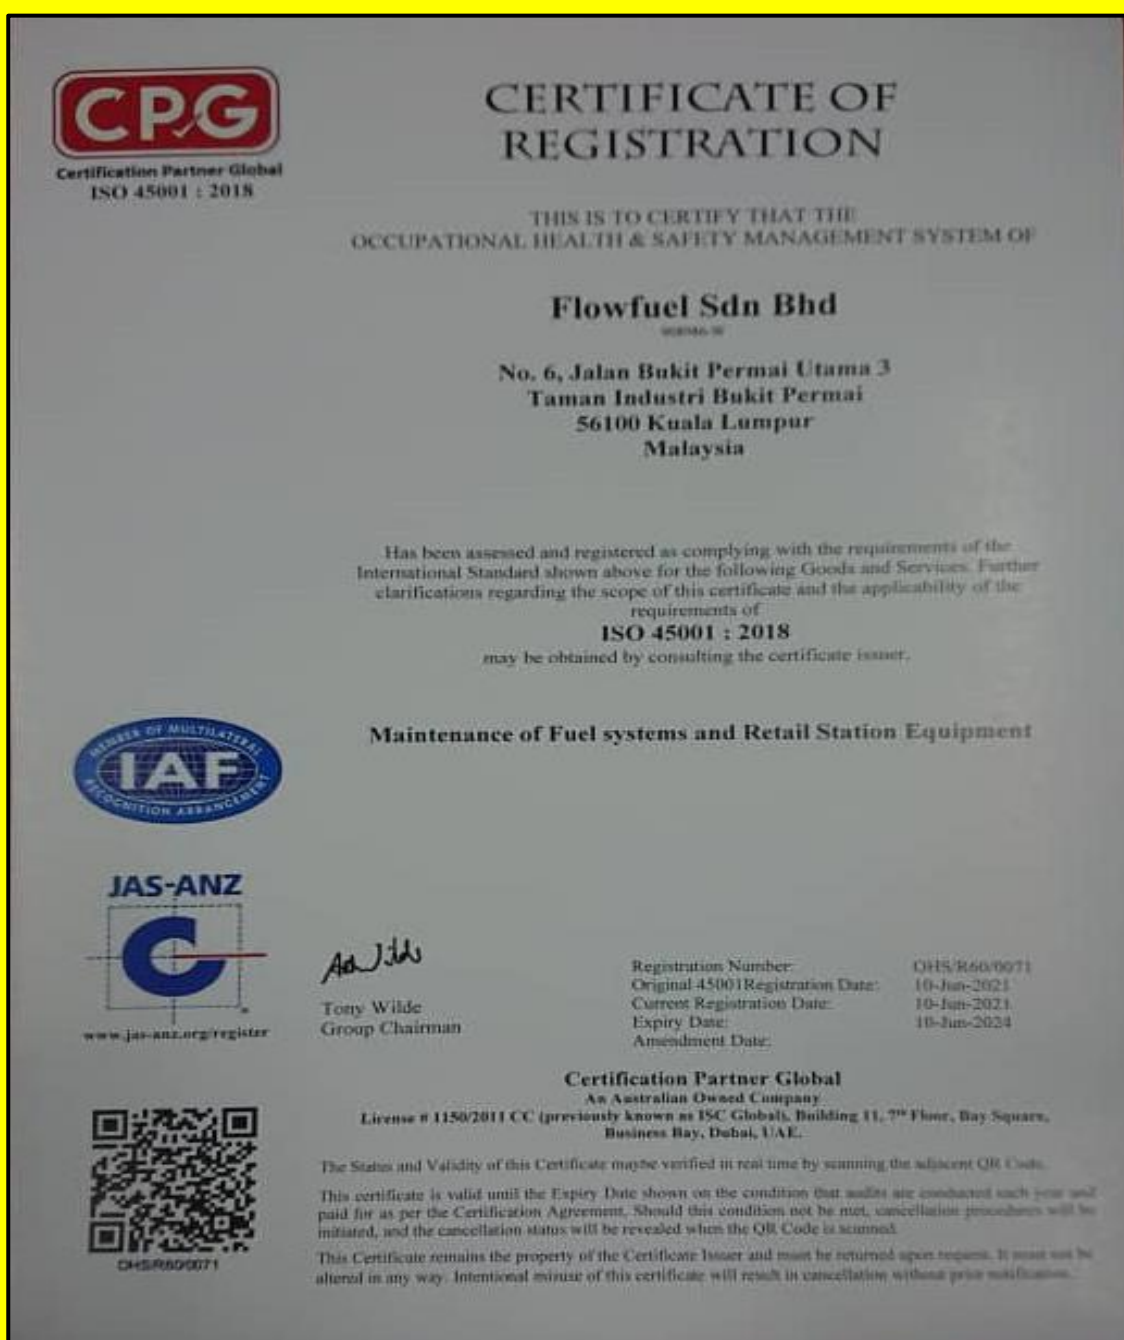 CPG
Certification Partner Global
ISO 45001 : 2018
CERTIFICATE OF
REGISTRATION
THIS IS TO CERTIFY THAT THE
OCCUPATIONAL HEALTH & SAFETY MANAGEMENT SYSTEM OF
Flowfuel Sdn Bhd
No. 6, Jalan Bukit Permai Utama 3
Taman Industri Bukit Permai
56100 Kuala Lumpur
Malaysia
Has been assessed and registered as complying with the requirements of the
International Standard shown above for the following Goods and Services. Further
clarifications regarding the scope of this certificate and the applicability of the
requirements of
ISO 45001 : 2018
may be obtained by consulting the certificate issuer.
Maintenance of Fuel systems and Retail Station Equipment
MEMBER OF MULTILATERAL
IAF
RECOGNITION ARRANGEMENT
JAS-ANZ
www.jas-anz.org/register
Tony Wilde
Group Chairman
Registration Number: OHS/R60/0071
Original 45001Registration Date: 10-Jun-2021
Current Registration Date: 10-Jun-2021
Expiry Date: 10-Jun-2024
Amendment Date:
Certification Partner Global
An Australian Owned Company
License # 1150/2011 CC (previously known as ISC Global), Building 11, 7th Floor, Bay Square,
Business Bay, Dubai, UAE.
The Status and Validity of this Certificate maybe verified in real time by scanning the adjacent QR Code.
This certificate is valid until the Expiry Date shown on the condition that audits are conducted each year and
paid for as per the Certification Agreement. Should this condition not be met, cancellation procedures will be
initiated, and the cancellation status will be revealed when the QR Code is scanned.
This Certificate remains the property of the Certificate Issuer and must be returned upon request. It must not be
altered in any way. Intentional misuse of this certificate will result in cancellation without prior notification.
OHS/R60/0071